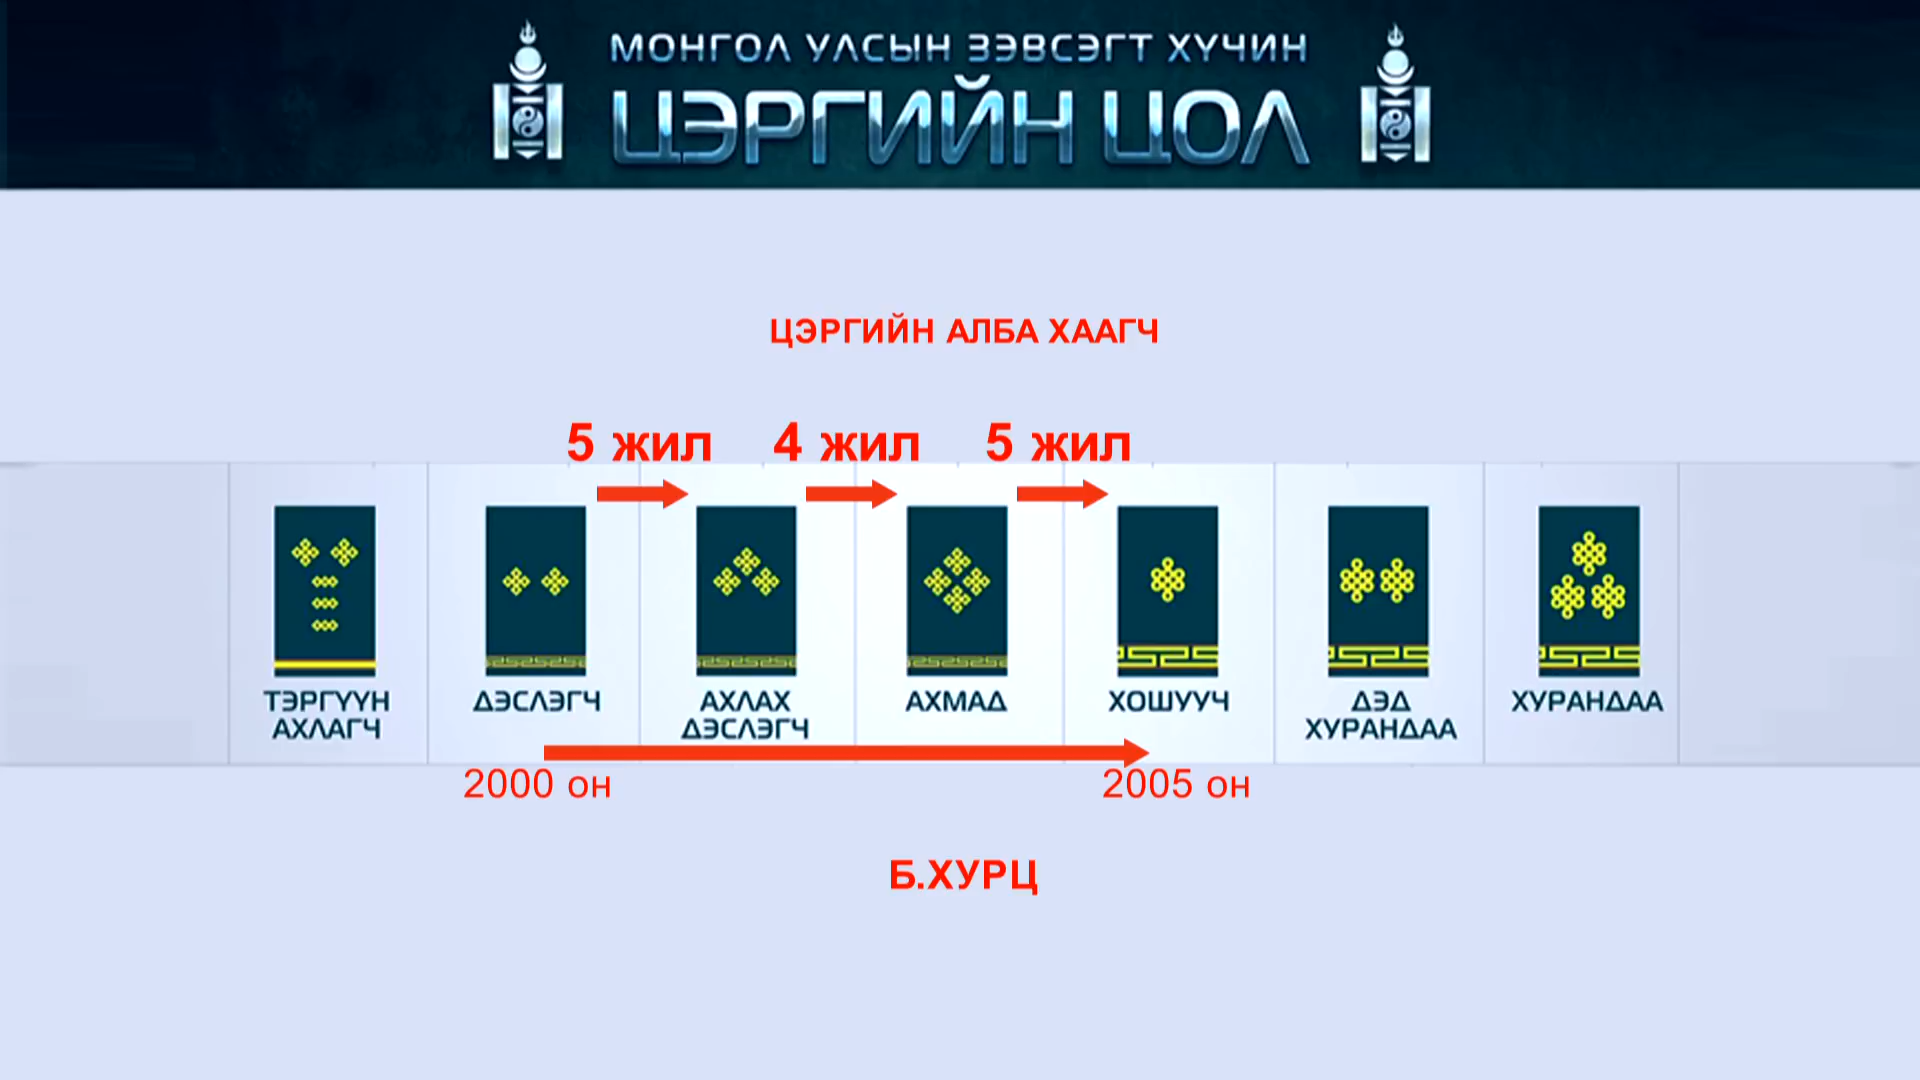 МОНГОЛ УЛСЫН ЗЭВСЭГТ ХҮЧИН
ЦЭРГИЙН ЦОЛ
ЦЭРГИЙН АЛБА ХААГЧ
5 жил 4 жил 5 жил
ТЭРГҮҮН
АХЛАГЧ
ДЭСЛЭГЧ
АХЛАХ
ДЭСЛЭГЧ
АХМАД
ХОШУУЧ
ДЭД
ХУРАНДАА
ХУРАНДАА
2000 он 2005 он
Б.ХУРЦ